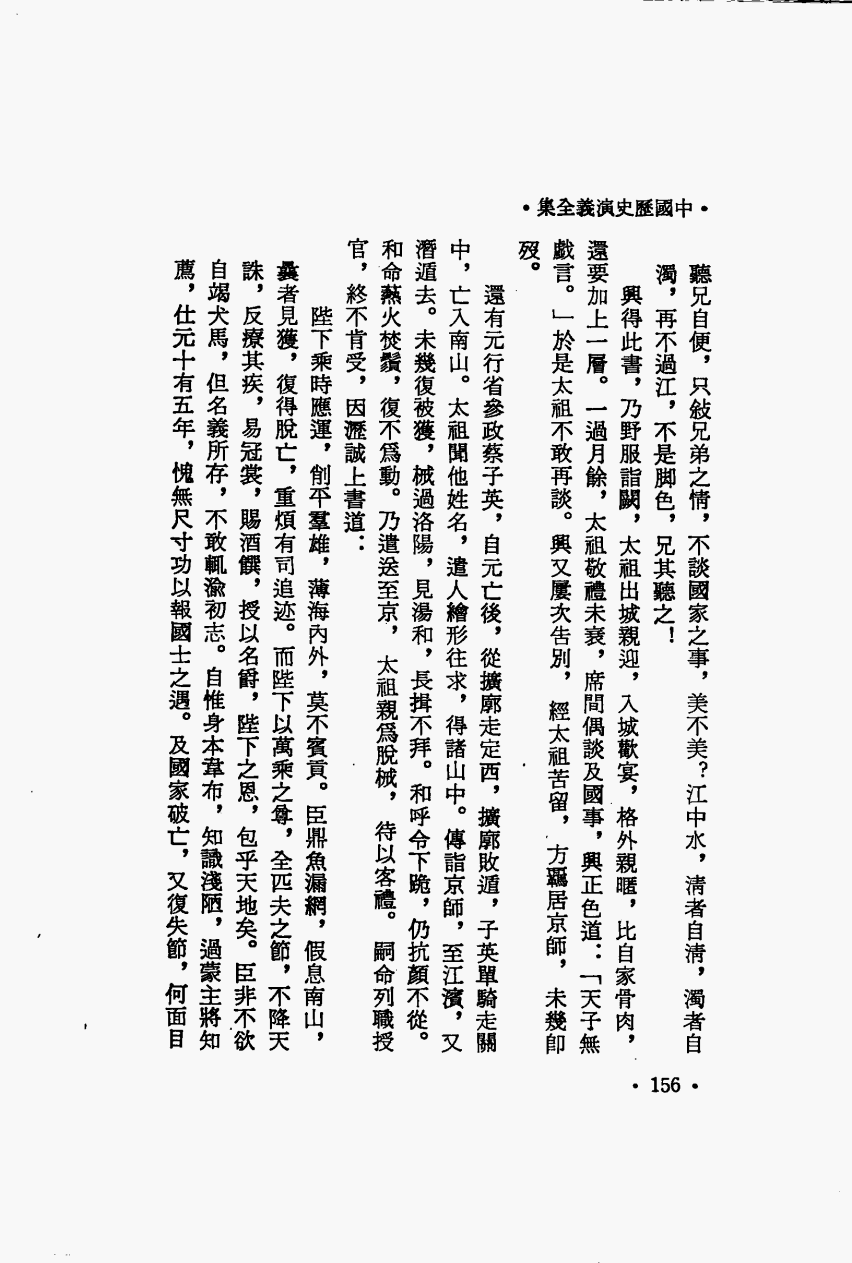 •中國歷史演義全集•
聽兄自便，只敍兄弟之情，不談國家之事，美不美？江中水，淸者自淸，濁者自
濁，再不過江，不是脚色，兄其聽之！
興得此書，乃野服詣闕，太祖出城親迎，入城歡宴，格外親暱，比自家骨肉，
還要加上一層。一過月餘，太祖敬禮未衰，席間偶談及國事，興正色道：「天子無
戲言。」於是太祖不敢再談。興又屢次告別，經太祖苦留，方羈居京師，未幾卽
歿。
還有元行省參政蔡子英，自元亡後，從擴廓走定西，擴廓敗遁，子英單騎走關
中，亡入南山。太祖聞他姓名，遣人繪形往求，得諸山中。傳詣京師，至江濱，又
潛遁去。未幾復被獲，械過洛陽，見湯和，長揖不拜。和呼令下跪，仍抗顏不從。
和命爇火焚鬚，復不爲動。乃遣送至京，太祖親爲脫械，待以客禮。嗣命列職授
官，終不肯受，因瀝誠上書道：
陛下乘時應運，削平羣雄，薄海內外，莫不賓貢。臣鼎魚漏網，假息南山，
曩者見獲，復得脫亡，重煩有司追迹。而陛下以萬乘之尊，全匹夫之節，不降天
誅，反療其疾，易冠裳，賜酒饌，授以名爵，陛下之恩，包乎天地矣。臣非不欲
自竭犬馬，但名義所存，不敢輒渝初志。自惟身本韋布，知識淺陋，過蒙主將知
薦，仕元十有五年，愧無尺寸功以報國士之遇。及國家破亡，又復失節，何面目
•156•